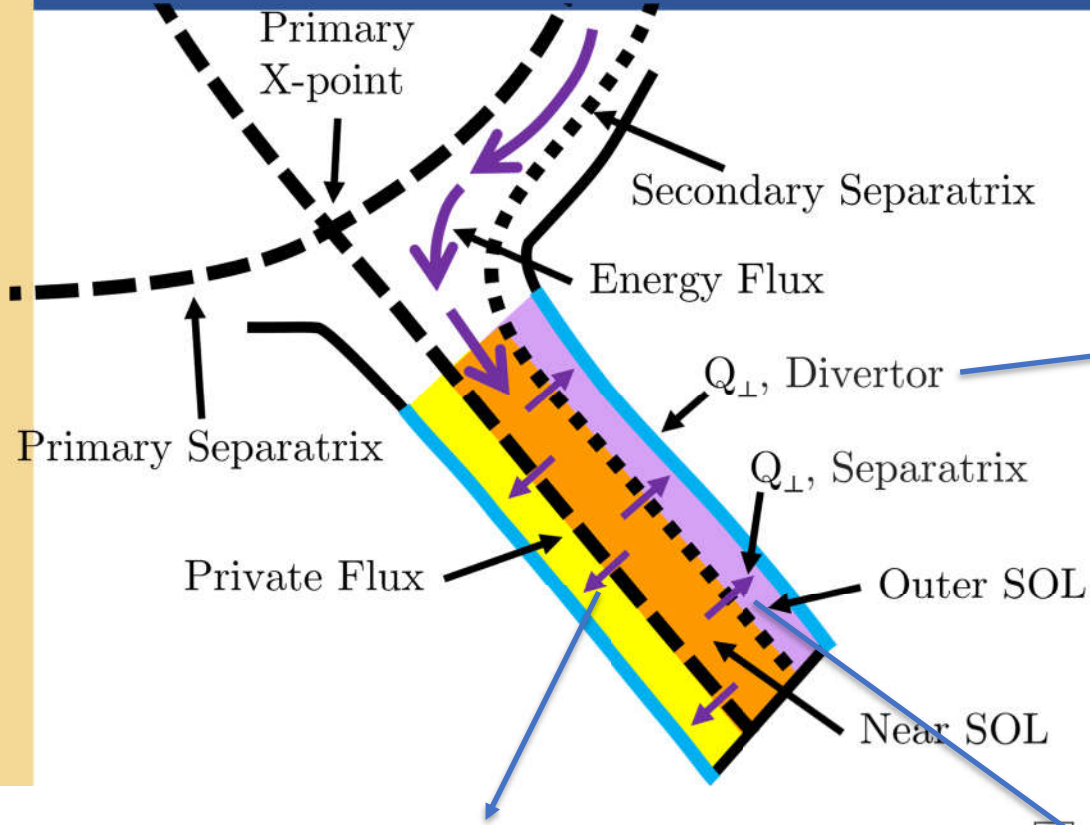 Primary
X-point
Secondary Separatrix
Energy Flux
Q⊥, Divertor
Primary Separatrix
Q⊥, Separatrix
Private Flux
Outer SOL
Near SOL